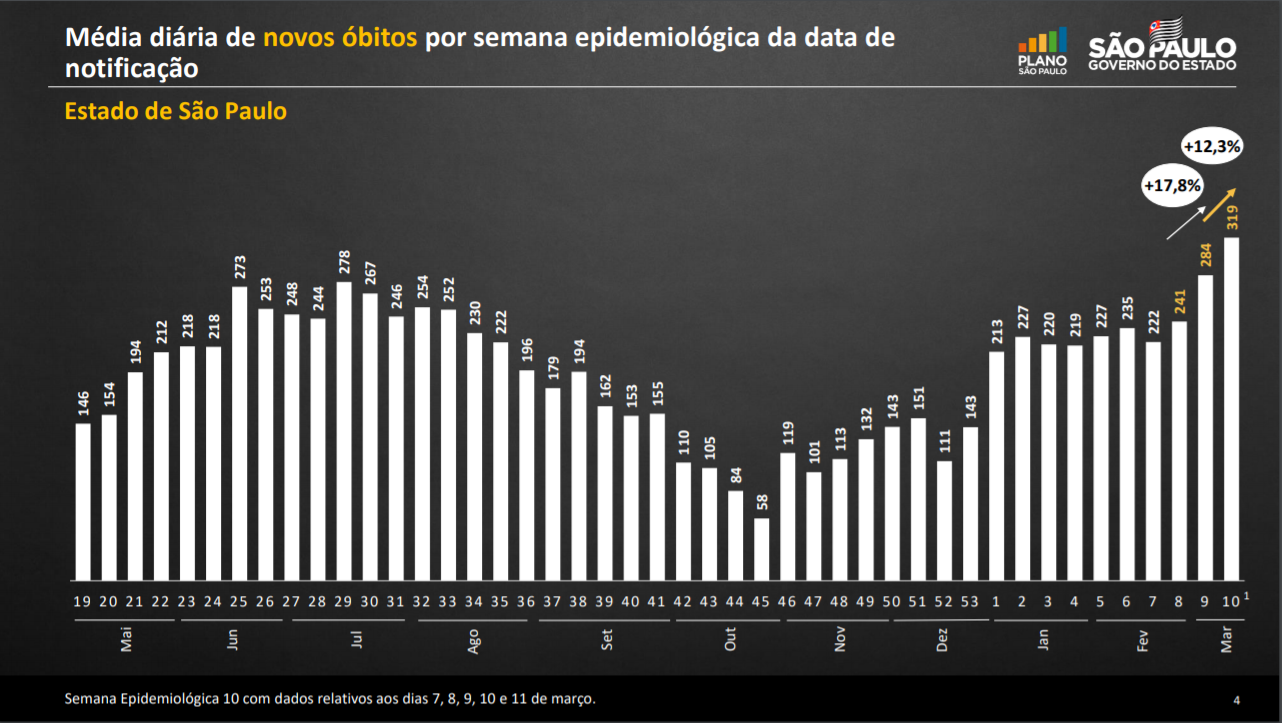 Média diária de novos óbitos por semana epidemiológica da data de
notificação
PLANO
SÃO PAULO
SÃO PAULO
GOVERNO DO ESTADO
Estado de São Paulo
+12,3%
+17,8%
146 154 194 212 218 218 273 253 248 244 278 267 246 254 252 230 222 196 179 194 162 153 155 110 105 84 58 119 101 113 132 143 151 111 143 213 227 220 219 227 235 222 241 284 319
19 20 21 22 23 24 25 26 27 28 29 30 31 32 33 34 35 36 37 38 39 40 41 42 43 44 45 46 47 48 49 50 51 52 53 1 2 3 4 5 6 7 8 9 10 1
Mai Jun Jul Ago Set Out Nov Dez Jan Fev Mar
Semana Epidemiológica 10 com dados relativos aos dias 7, 8, 9, 10 e 11 de março.
4